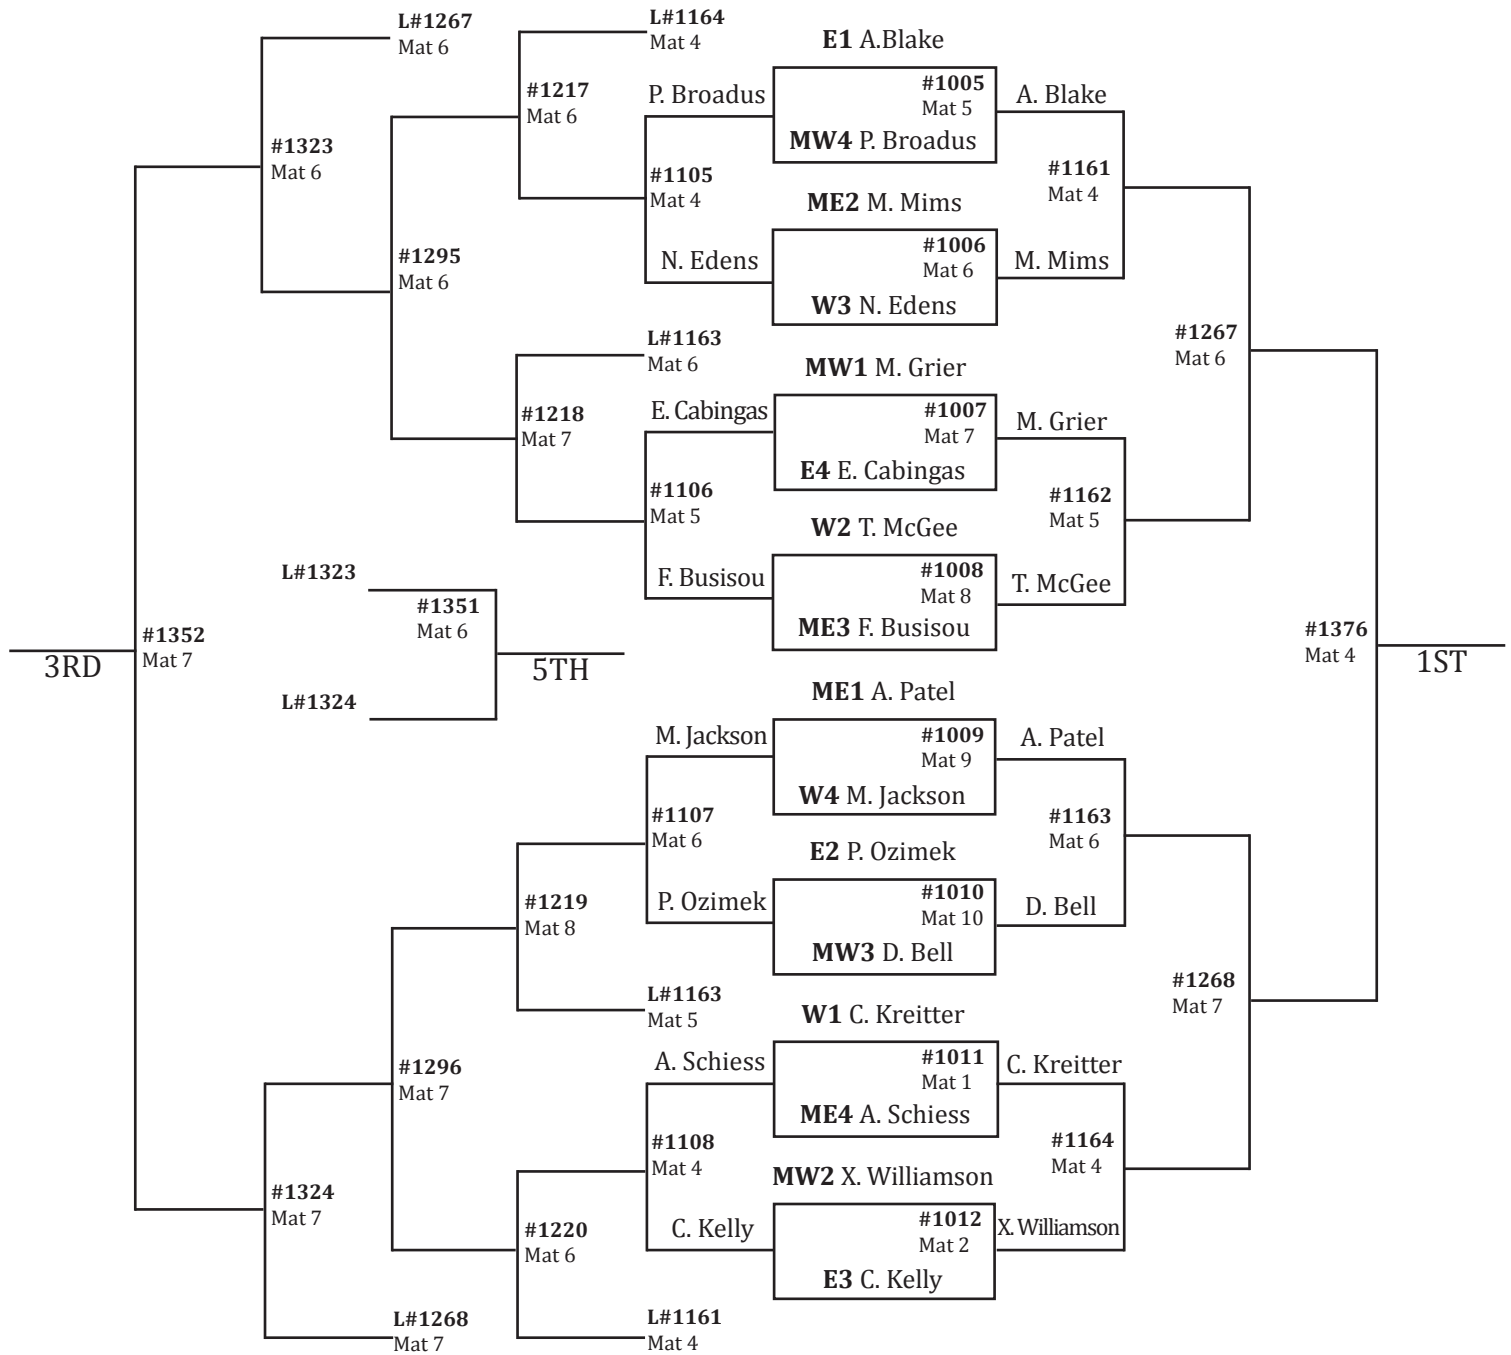 L#1267
Mat 6
L#1164
Mat 4
E1 A.Blake
#1217
Mat 6
P. Broadus
#1005
Mat 5
A. Blake
MW4 P. Broadus
#1323
Mat 6
#1105
Mat 4
#1161
Mat 4
ME2 M. Mims
#1295
Mat 6
N. Edens
#1006
Mat 6
M. Mims
W3 N. Edens
L#1163
Mat 6
#1267
Mat 6
MW1 M. Grier
#1218
Mat 7
E. Cabingas
#1007
Mat 7
M. Grier
E4 E. Cabingas
#1106
Mat 5
#1162
Mat 5
W2 T. McGee
L#1323
F. Busisou
#1008
Mat 8
T. McGee
#1351
Mat 6
ME3 F. Busisou
#1352
Mat 7
3RD
5TH
#1376
Mat 4
1ST
L#1324
ME1 A. Patel
M. Jackson
#1009
Mat 9
A. Patel
W4 M. Jackson
#1107
Mat 6
#1163
Mat 6
E2 P. Ozimek
#1219
Mat 8
P. Ozimek
#1010
Mat 10
D. Bell
MW3 D. Bell
L#1163
Mat 5
#1268
Mat 7
W1 C. Kreitter
#1296
Mat 7
A. Schiess
#1011
Mat 1
C. Kreitter
ME4 A. Schiess
#1108
Mat 4
#1164
Mat 4
MW2 X. Williamson
#1324
Mat 7
#1220
Mat 6
C. Kelly
#1012
Mat 2
X. Williamson
E3 C. Kelly
L#1268
Mat 7
L#1161
Mat 4